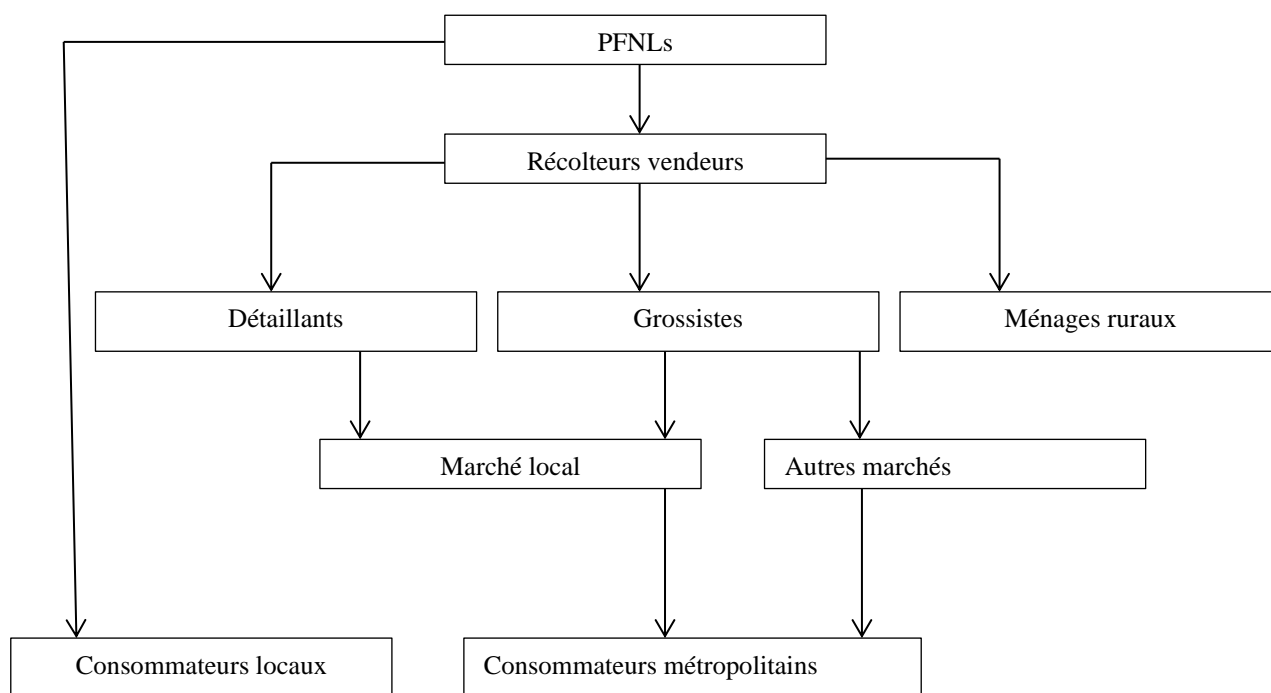 PFNLs
Récolteurs vendeurs
Détaillants
Grossistes
Ménages ruraux
Marché local
Autres marchés
Consommateurs locaux
Consommateurs métropolitains